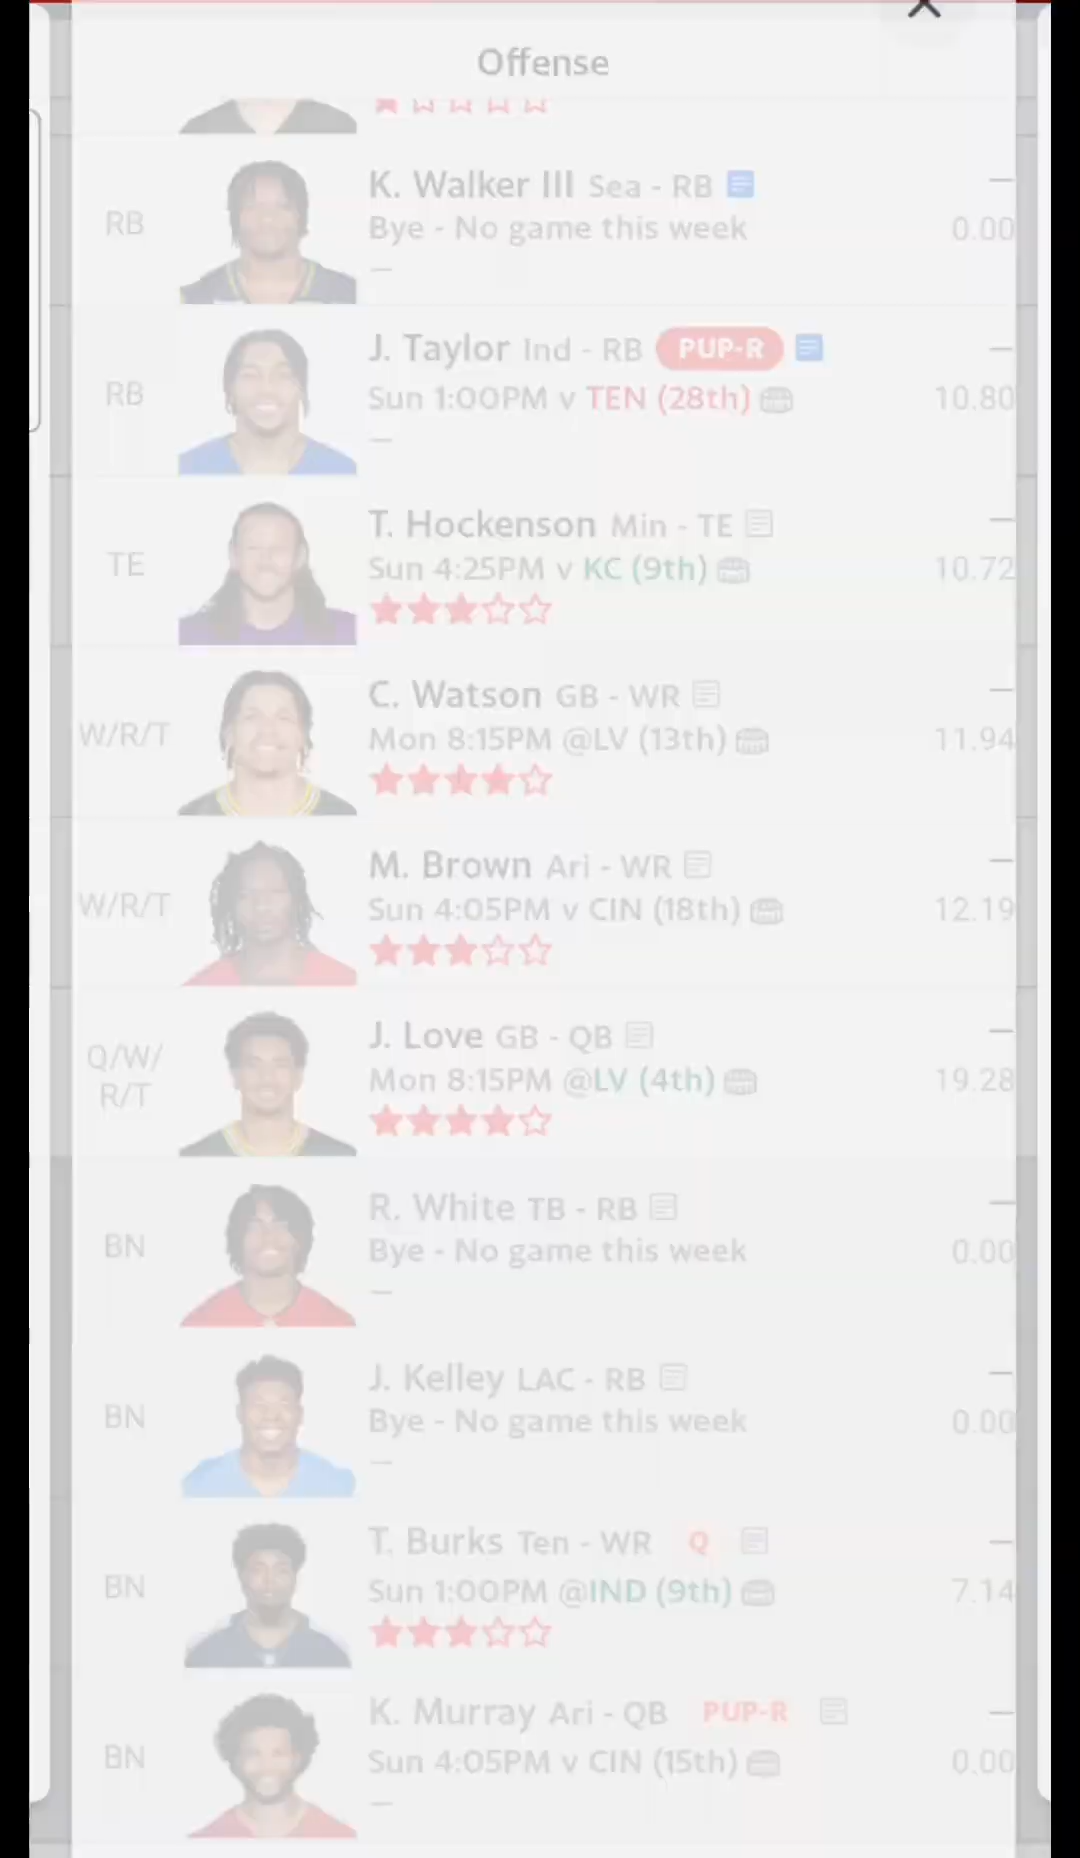 Offense
RB
K. Walker III Sea - RB
–
Bye - No game this week
0.00
–
RB
J. Taylor Ind - RB PUP-R
–
Sun 1:00PM v TEN (28th)
10.80
–
TE
T. Hockenson Min - TE
–
Sun 4:25PM v KC (9th)
10.72
W/R/T
C. Watson GB - WR
–
Mon 8:15PM @LV (13th)
11.94
W/R/T
M. Brown Ari - WR
–
Sun 4:05PM v CIN (18th)
12.19
Q/W/
R/T
J. Love GB - QB
–
Mon 8:15PM @LV (4th)
19.28
BN
R. White TB - RB
–
Bye - No game this week
0.00
–
BN
J. Kelley LAC - RB
–
Bye - No game this week
0.00
–
BN
T. Burks Ten - WR Q
–
Sun 1:00PM @IND (9th)
7.14
BN
K. Murray Ari - QB PUP-R
–
Sun 4:05PM v CIN (15th)
0.00
–